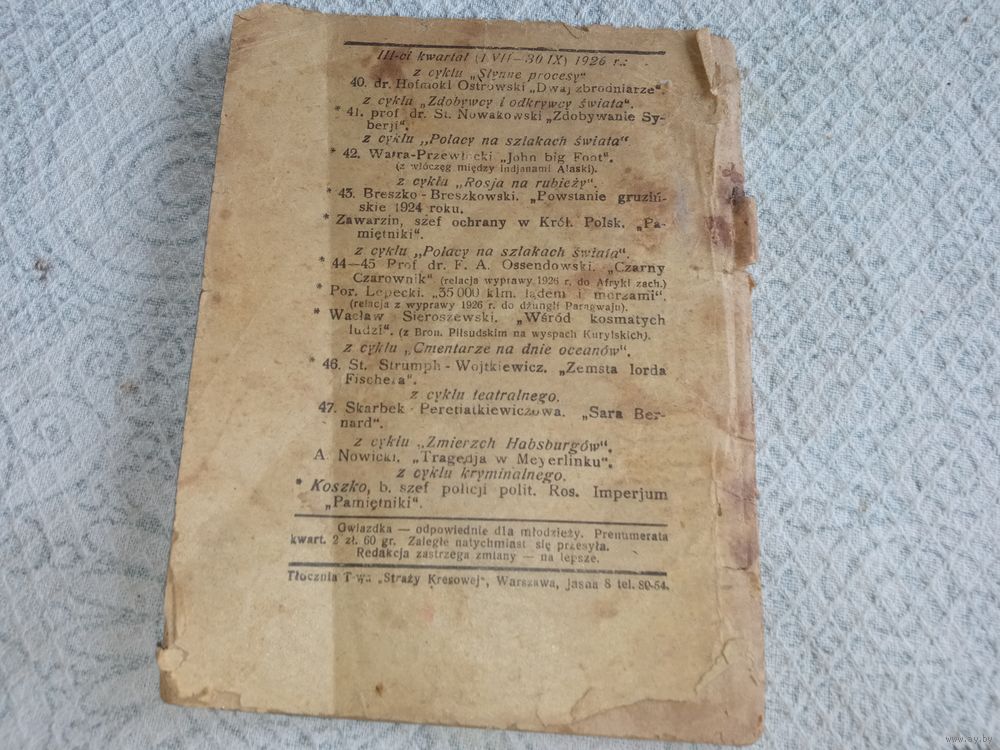 III-ci kwartał (1 VII—30 IX) 1926 r.:
z cyklu „Słynne procesy“
40. dr. Hofmokl Ostrowski „Dwaj zbrodniarze“.
z cyklu „Zdobywcy i odkrywcy świata“.
* 41. prof dr. St. Nowakowski „Zdobywanie Sy-
berji“.
z cyklu „Polacy na szlakach świata“
* 42. Watra-Przewłocki „John big Foot“.
(z włóczęg między Indjanami Alaski).
z cyklu „Rosja na rubieży“.
* 43. Breszko-Breszkowski. „Powstanie gruziń-
skie 1924 roku.
* Zawarzin, szef ochrany w Król. Polsk. „Pa-
miętniki“.
z cyklu „Polacy na szlakach świata“.
* 44—45 Prof dr. F. A. Ossendowski. „Czarny
Czarownik“ (relacja wyprawy 1926 r. do Afryki zach.)
* Por. Lepecki. „35 000 klm. lądem i morzami“.
(relacja z wyprawy 1926 r. do dżungli Paragwaju).
* Wacław Sieroszewski. „Wśród kosmatych
ludzi“. (z Bron. Piłsudskim na wyspach Kurylskich).
z cyklu „Cmentarze na dnie oceanów“.
* 46. St. Strumph-Wojtkiewicz. „Zemsta lorda
Fischera“.
z cyklu teatralnego.
47. Skarbek-Peretiatkiewiczowa. „Sara Ber-
nard“.
z cyklu „Zmierzch Habsburgów“.
A. Nowicki. „Tragedja w Meyerlinku“.
z cyklu kryminalnego.
* Koszko, b. szef policji polit. Ros. Imperjum
„Pamiętniki“.
Gwiazdka — odpowiednie dla młodzieży. Prenumerata
kwart. 2 zł. 60 gr. Zaległe natychmiast się przesyła.
Redakcja zastrzega zmiany — na lepsze.
Tłocznia T-wa „Straży Kresowej“, Warszawa, Jasna 8 tel. 80-54.
www.ay.by